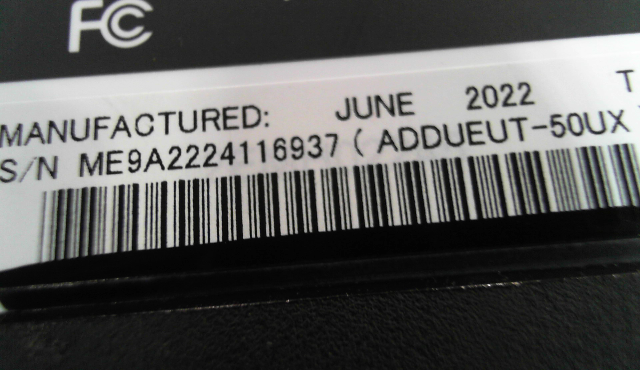 FC
MANUFACTURED: JUNE 2022 T
S/N ME9A2224116937 ( ADDUEUT-50UX